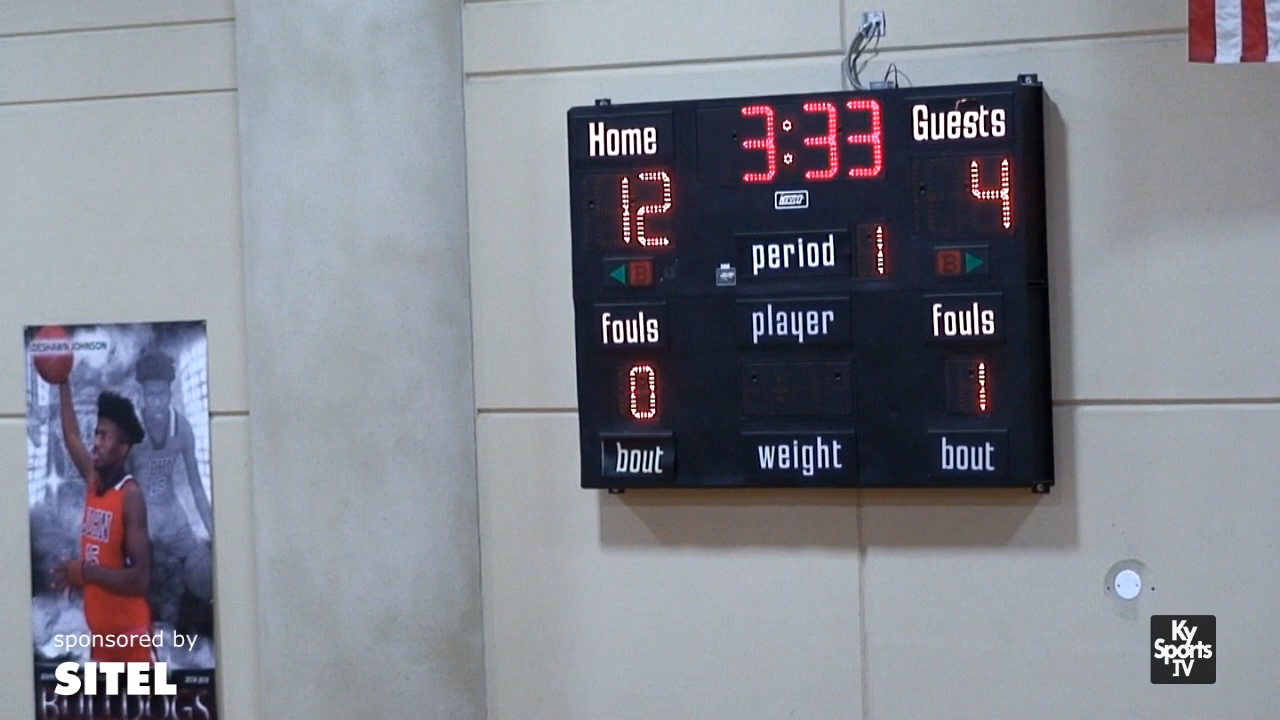 Home
3:33
Guests
12
4
period 1
B
B
fouls
player
fouls
0
1
bout
weight
bout
DESHAWN JOHNSON
sponsored by
SITEL
BULLDOGS
Ky
Sports
TV